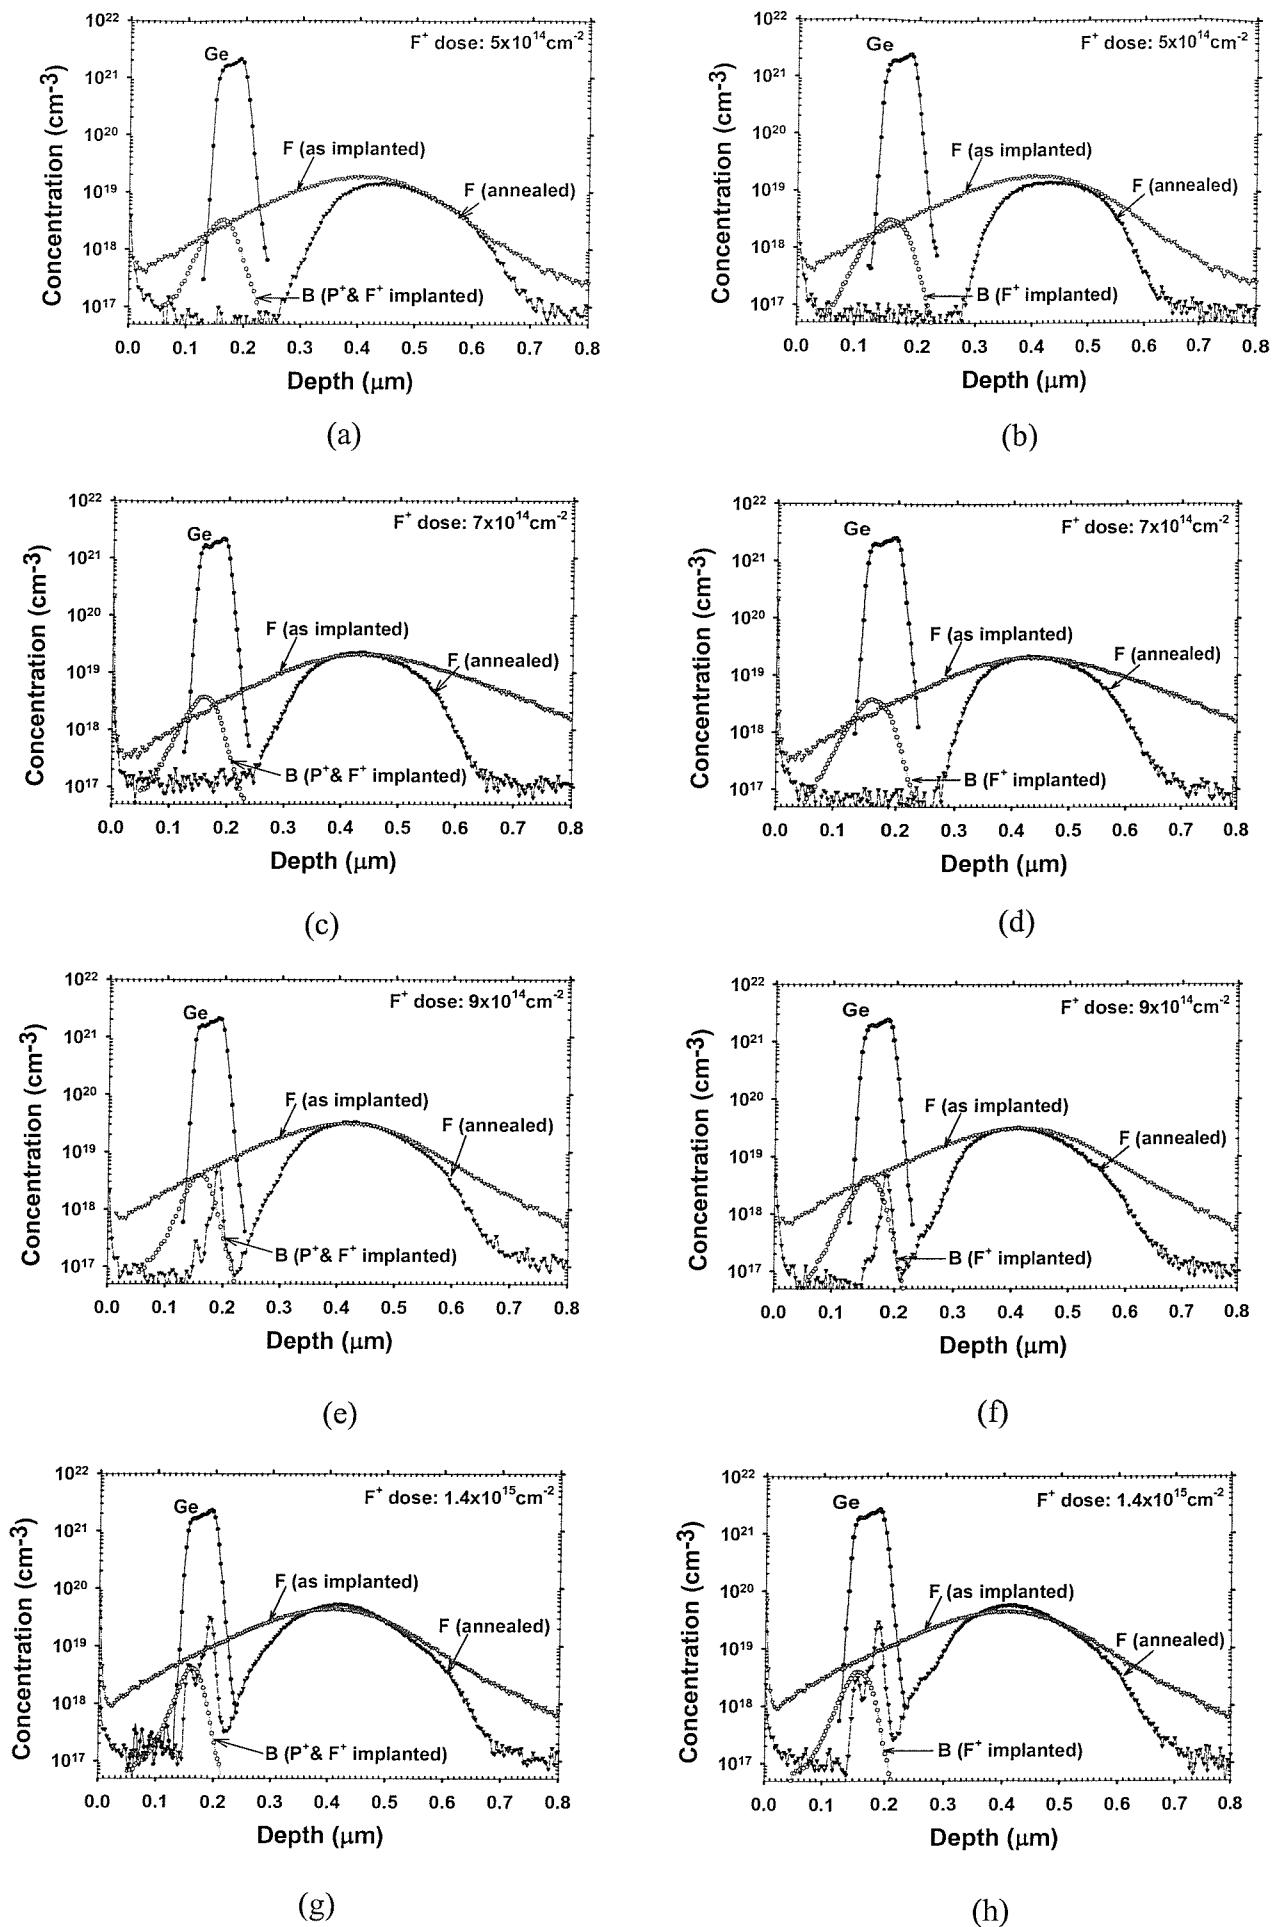 F⁺ dose: 5x10¹⁴cm⁻²
Ge
F (as implanted)
F (annealed)
B (P⁺& F⁺ implanted)
Concentration (cm⁻³)
10²²
10²¹
10²⁰
10¹⁹
10¹⁸
10¹⁷
0.0 0.1 0.2 0.3 0.4 0.5 0.6 0.7 0.8
Depth (μm)
(a)
F⁺ dose: 5x10¹⁴cm⁻²
Ge
F (as implanted)
F (annealed)
B (F⁺ implanted)
Concentration (cm⁻³)
10²²
10²¹
10²⁰
10¹⁹
10¹⁸
10¹⁷
0.0 0.1 0.2 0.3 0.4 0.5 0.6 0.7 0.8
Depth (μm)
(b)
F⁺ dose: 7x10¹⁴cm⁻²
Ge
F (as implanted)
F (annealed)
B (P⁺& F⁺ implanted)
Concentration (cm⁻³)
10²²
10²¹
10²⁰
10¹⁹
10¹⁸
10¹⁷
0.0 0.1 0.2 0.3 0.4 0.5 0.6 0.7 0.8
Depth (μm)
(c)
F⁺ dose: 7x10¹⁴cm⁻²
Ge
F (as implanted)
F (annealed)
B (F⁺ implanted)
Concentration (cm⁻³)
10²²
10²¹
10²⁰
10¹⁹
10¹⁸
10¹⁷
0.0 0.1 0.2 0.3 0.4 0.5 0.6 0.7 0.8
Depth (μm)
(d)
F⁺ dose: 9x10¹⁴cm⁻²
Ge
F (as implanted)
F (annealed)
B (P⁺& F⁺ implanted)
Concentration (cm⁻³)
10²²
10²¹
10²⁰
10¹⁹
10¹⁸
10¹⁷
0.0 0.1 0.2 0.3 0.4 0.5 0.6 0.7 0.8
Depth (μm)
(e)
F⁺ dose: 9x10¹⁴cm⁻²
Ge
F (as implanted)
F (annealed)
B (F⁺ implanted)
Concentration (cm⁻³)
10²²
10²¹
10²⁰
10¹⁹
10¹⁸
10¹⁷
0.0 0.1 0.2 0.3 0.4 0.5 0.6 0.7 0.8
Depth (μm)
(f)
F⁺ dose: 1.4x10¹⁵cm⁻²
Ge
F (as implanted)
F (annealed)
B (P⁺& F⁺ implanted)
Concentration (cm⁻³)
10²²
10²¹
10²⁰
10¹⁹
10¹⁸
10¹⁷
0.0 0.1 0.2 0.3 0.4 0.5 0.6 0.7 0.8
Depth (μm)
(g)
F⁺ dose: 1.4x10¹⁵cm⁻²
Ge
F (as implanted)
F (annealed)
B (F⁺ implanted)
Concentration (cm⁻³)
10²²
10²¹
10²⁰
10¹⁹
10¹⁸
10¹⁷
0.0 0.1 0.2 0.3 0.4 0.5 0.6 0.7 0.8
Depth (μm)
(h)